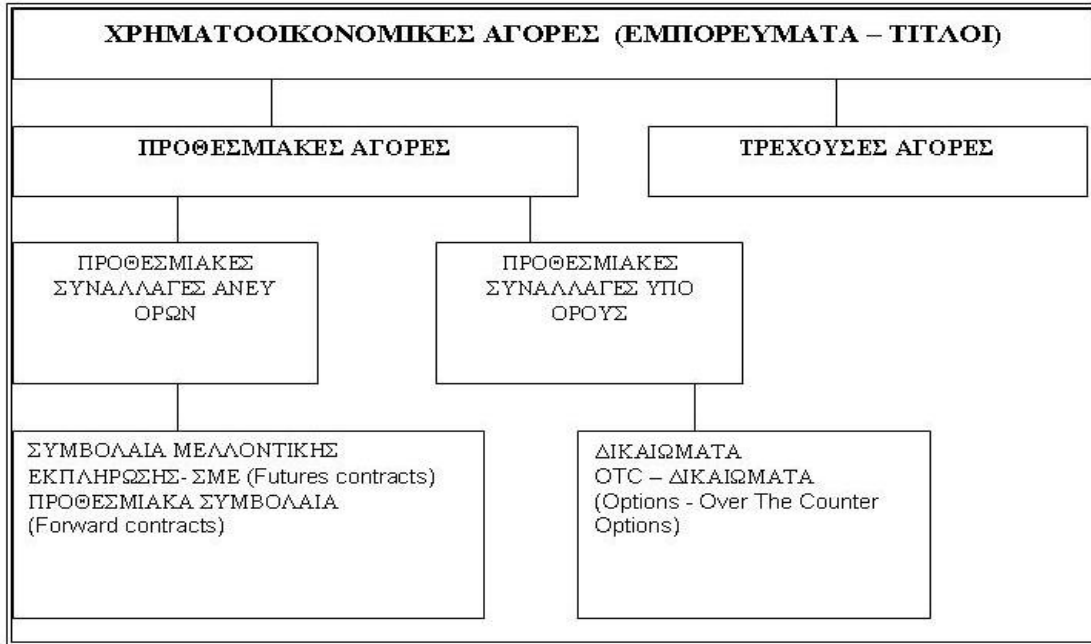 ΧΡΗΜΑΤΟΟΙΚΟΝΟΜΙΚΕΣ ΑΓΟΡΕΣ (ΕΜΠΟΡΕΥΜΑΤΑ – ΤΙΤΛΟΙ)
ΠΡΟΘΕΣΜΙΑΚΕΣ ΑΓΟΡΕΣ
ΤΡΕΧΟΥΣΕΣ ΑΓΟΡΕΣ
ΠΡΟΘΕΣΜΙΑΚΕΣ
ΣΥΝΑΛΛΑΓΕΣ ΑΝΕΥ
ΟΡΩΝ
ΠΡΟΘΕΣΜΙΑΚΕΣ
ΣΥΝΑΛΛΑΓΕΣ ΥΠΟ
ΟΡΟΥΣ
ΣΥΜΒΟΛΑΙΑ ΜΕΛΛΟΝΤΙΚΗΣ
ΕΚΠΛΗΡΩΣΗΣ- ΣΜΕ (Futures contracts)
ΠΡΟΘΕΣΜΙΑΚΑ ΣΥΜΒΟΛΑΙΑ
(Forward contracts)
ΔΙΚΑΙΩΜΑΤΑ
OTC – ΔΙΚΑΙΩΜΑΤΑ
(Options - Over The Counter
Options)